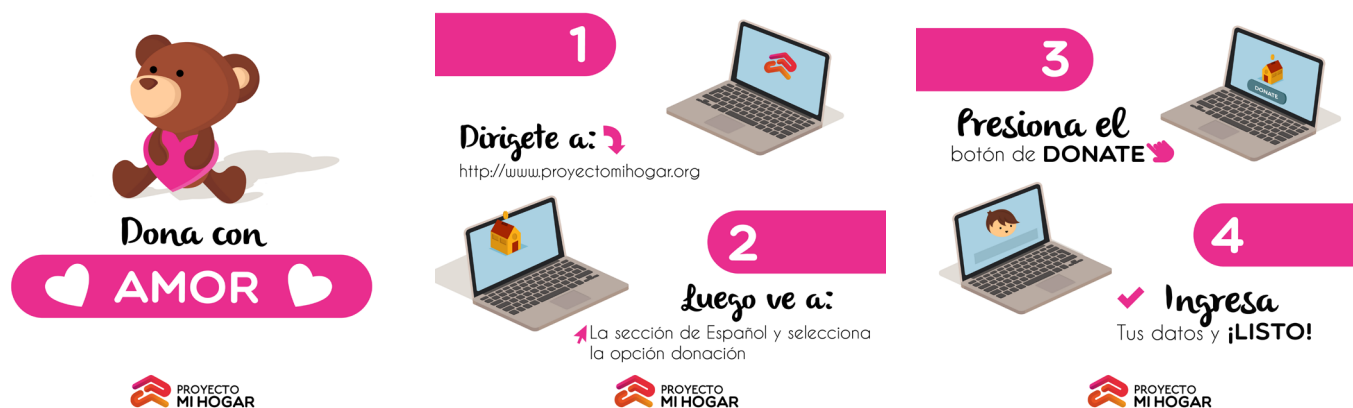 Dona con
AMOR
PROYECTO
MI HOGAR
1
Dirigete a:
http://www.proyectomihogar.org
2
Luego ve a:
La sección de Español y selecciona
la opción donación
PROYECTO
MI HOGAR
3
Presiona el
botón de DONATE
DONATE
4
Ingresa
Tus datos y ¡LISTO!
PROYECTO
MI HOGAR